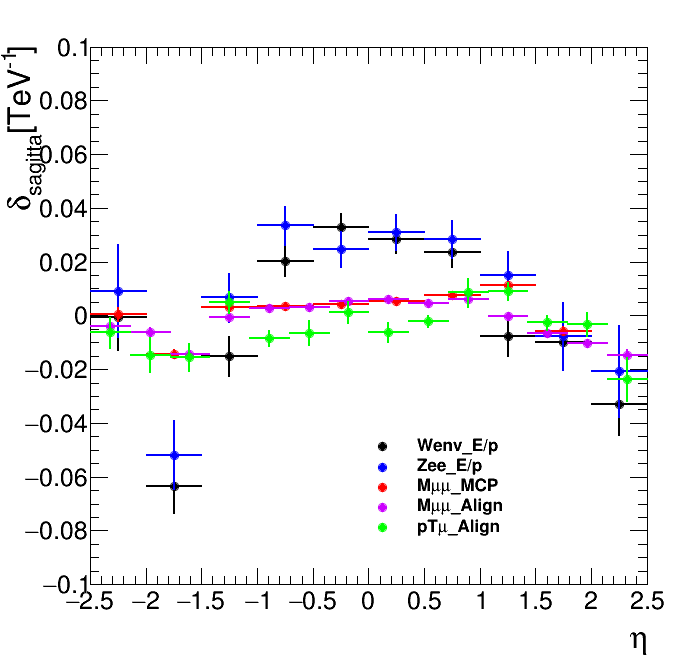 δsagitta[TeV⁻¹]
0.1
0.08
0.06
0.04
0.02
0
−0.02
−0.04
−0.06
−0.08
−0.1
−2.5 −2 −1.5 −1 −0.5 0 0.5 1 1.5 2 2.5
η
Wenv_E/p
Zee_E/p
Mμμ_MCP
Mμμ_Align
pTμ_Align